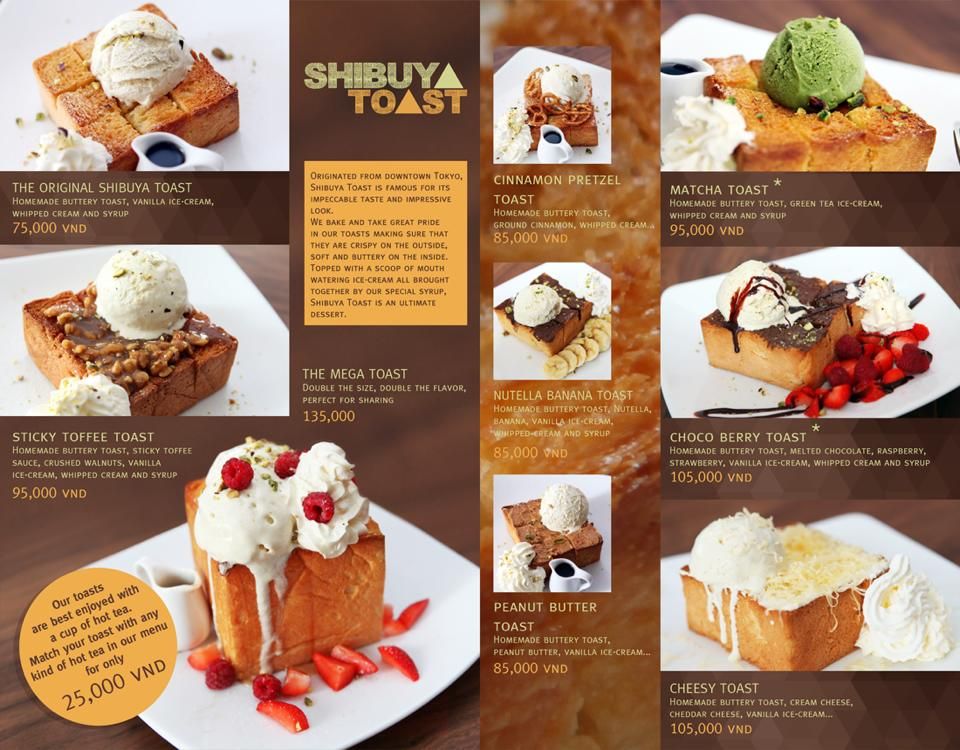 THE ORIGINAL SHIBUYA TOAST
HOMEMADE BUTTERY TOAST, VANILLA ICE-CREAM,
WHIPPED CREAM AND SYRUP
75,000 VND
STICKY TOFFEE TOAST
HOMEMADE BUTTERY TOAST, STICKY TOFFEE
SAUCE, CRUSHED WALNUTS, VANILLA
ICE-CREAM, WHIPPED CREAM AND SYRUP
95,000 VND
Our toasts
are best enjoyed with
a cup of hot tea.
Match your toast with any
kind of hot tea in our menu
for only
25,000 VND
SHIBUYA
TOAST
ORIGINATED FROM DOWNTOWN TOKYO,
SHIBUYA TOAST IS FAMOUS FOR ITS
IMPECCABLE TASTE AND IMPRESSIVE
LOOK.
WE BAKE AND TAKE GREAT PRIDE
IN OUR TOASTS MAKING SURE THAT
THEY ARE CRISPY ON THE OUTSIDE,
SOFT AND BUTTERY ON THE INSIDE.
TOPPED WITH A SCOOP OF MOUTH
WATERING ICE-CREAM ALL BROUGHT
TOGETHER BY OUR SPECIAL SYRUP,
SHIBUYA TOAST IS AN ULTIMATE
DESSERT.
THE MEGA TOAST
DOUBLE THE SIZE, DOUBLE THE FLAVOR,
PERFECT FOR SHARING
135,000
CINNAMON PRETZEL
TOAST
HOMEMADE BUTTERY TOAST,
GROUND CINNAMON, WHIPPED CREAM...
85,000 VND
NUTELLA BANANA TOAST
HOMEMADE BUTTERY TOAST, NUTELLA,
BANANA, VANILLA ICE-CREAM,
WHIPPED CREAM AND SYRUP
85,000 VND
PEANUT BUTTER
TOAST
HOMEMADE BUTTERY TOAST,
PEANUT BUTTER, VANILLA ICE-CREAM...
85,000 VND
MATCHA TOAST *
HOMEMADE BUTTERY TOAST, GREEN TEA ICE-CREAM,
WHIPPED CREAM AND SYRUP
95,000 VND
CHOCO BERRY TOAST *
HOMEMADE BUTTERY TOAST, MELTED CHOCOLATE, RASPBERRY,
STRAWBERRY, VANILLA ICE-CREAM, WHIPPED CREAM AND SYRUP
105,000 VND
CHEESY TOAST
HOMEMADE BUTTERY TOAST, CREAM CHEESE,
CHEDDAR CHEESE, VANILLA ICE-CREAM...
105,000 VND